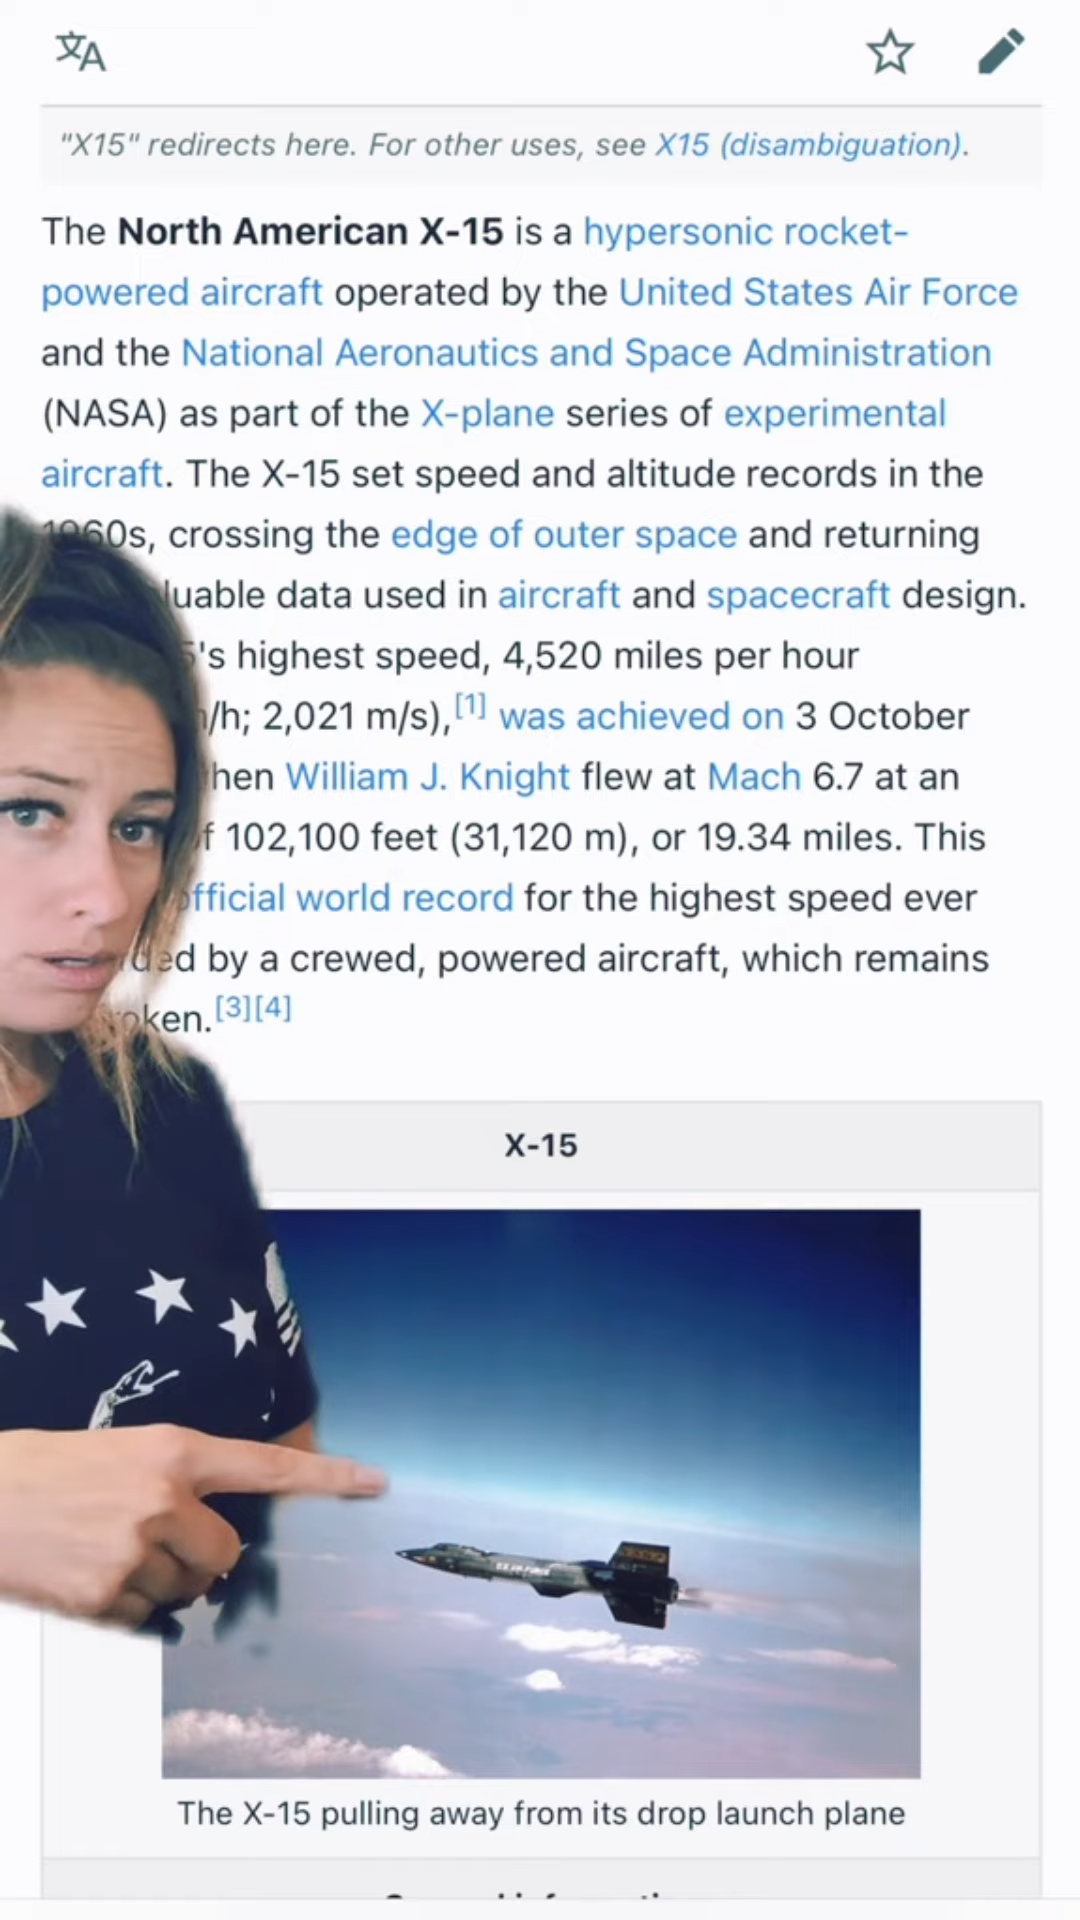 "X15" redirects here. For other uses, see X15 (disambiguation).
The North American X-15 is a hypersonic rocket-
powered aircraft operated by the United States Air Force
and the National Aeronautics and Space Administration
(NASA) as part of the X-plane series of experimental
aircraft. The X-15 set speed and altitude records in the
1960s, crossing the edge of outer space and returning
luable data used in aircraft and spacecraft design.
5's highest speed, 4,520 miles per hour
/h; 2,021 m/s),[1] was achieved on 3 October
hen William J. Knight flew at Mach 6.7 at an
f 102,100 feet (31,120 m), or 19.34 miles. This
official world record for the highest speed ever
ded by a crewed, powered aircraft, which remains
oken.[3][4]
X-15
The X-15 pulling away from its drop launch plane